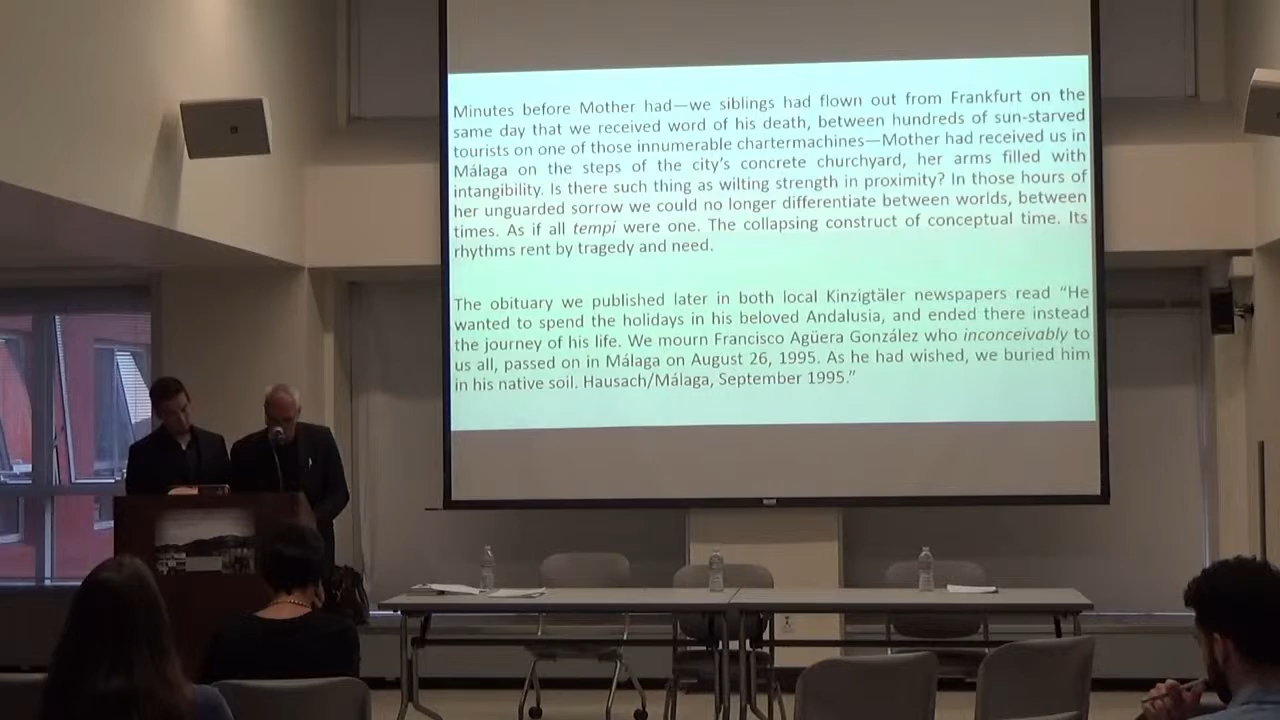 Minutes before Mother had—we siblings had flown out from Frankfurt on the
same day that we received word of his death, between hundreds of sun-starved
tourists on one of those innumerable chartermachines—Mother had received us in
Málaga on the steps of the city's concrete churchyard, her arms filled with
intangibility. Is there such thing as wilting strength in proximity? In those hours of
her unguarded sorrow we could no longer differentiate between worlds, between
times. As if all tempi were one. The collapsing construct of conceptual time. Its
rhythms rent by tragedy and need.
The obituary we published later in both local Kinzigtäler newspapers read “He
wanted to spend the holidays in his beloved Andalusia, and ended there instead
the journey of his life. We mourn Francisco Agüera González who inconceivably to
us all, passed on in Málaga on August 26, 1995. As he had wished, we buried him
in his native soil. Hausach/Málaga, September 1995.”